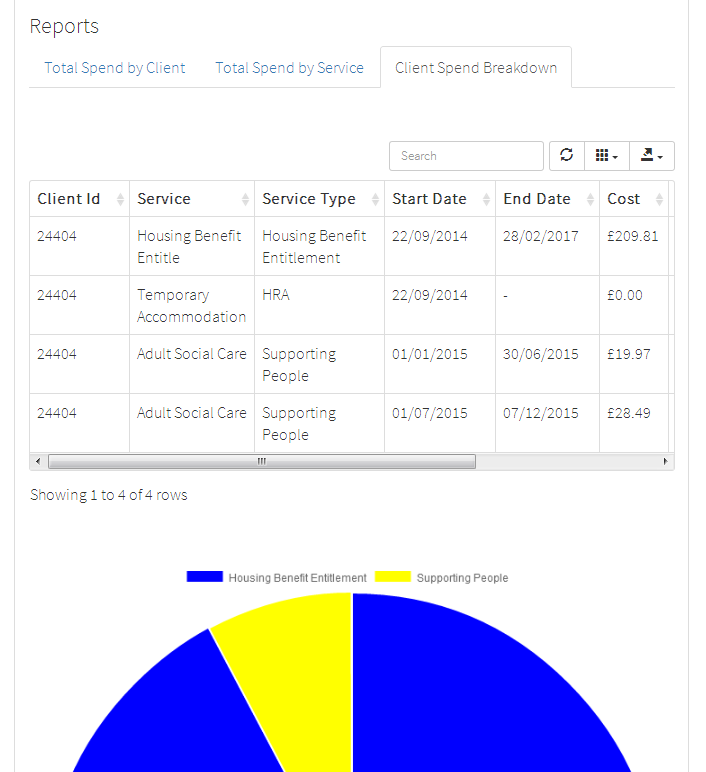 Reports
Total Spend by Client Total Spend by Service Client Spend Breakdown
Search
Client Id Service Service Type Start Date End Date Cost
24404 Housing Benefit Entitle Housing Benefit Entitlement 22/09/2014 28/02/2017 £209.81
24404 Temporary Accommodation HRA 22/09/2014 - £0.00
24404 Adult Social Care Supporting People 01/01/2015 30/06/2015 £19.97
24404 Adult Social Care Supporting People 01/07/2015 07/12/2015 £28.49
Showing 1 to 4 of 4 rows
Housing Benefit Entitlement Supporting People